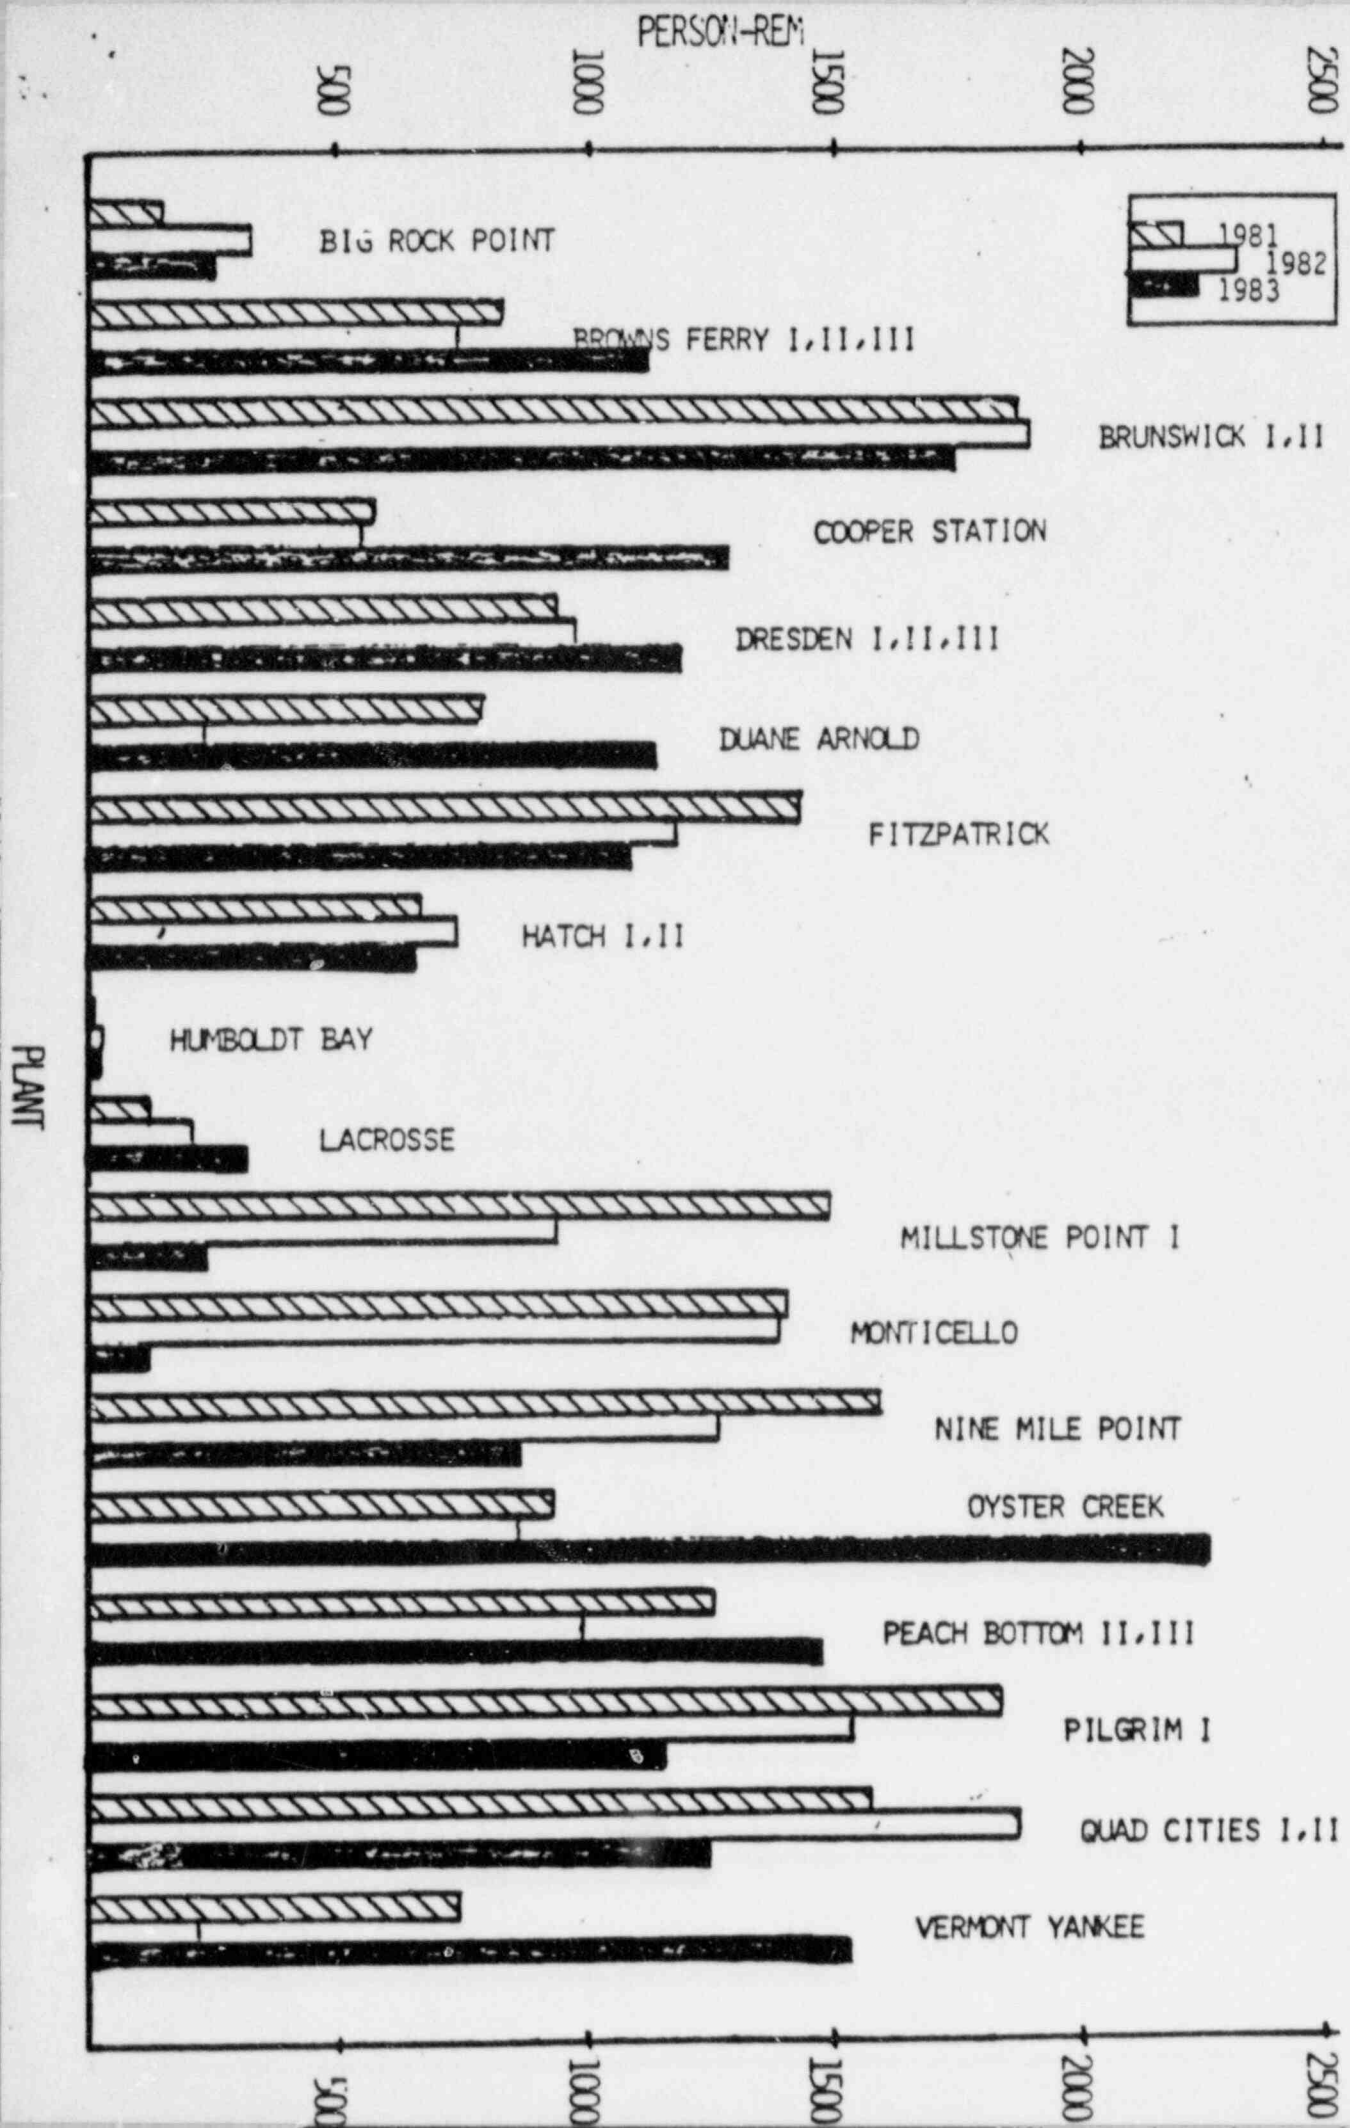 PERSON-REM
500
1000
1500
2000
2500
1981
1982
1983
BIG ROCK POINT
BROWNS FERRY I,II,III
BRUNSWICK I,II
COOPER STATION
DRESDEN I,II,III
DUANE ARNOLD
FITZPATRICK
HATCH I,II
HUMBOLDT BAY
LACROSSE
MILLSTONE POINT I
MONTICELLO
NINE MILE POINT
OYSTER CREEK
PEACH BOTTOM II,III
PILGRIM I
QUAD CITIES I,II
VERMONT YANKEE
PLANT
500
1000
1500
2000
2500